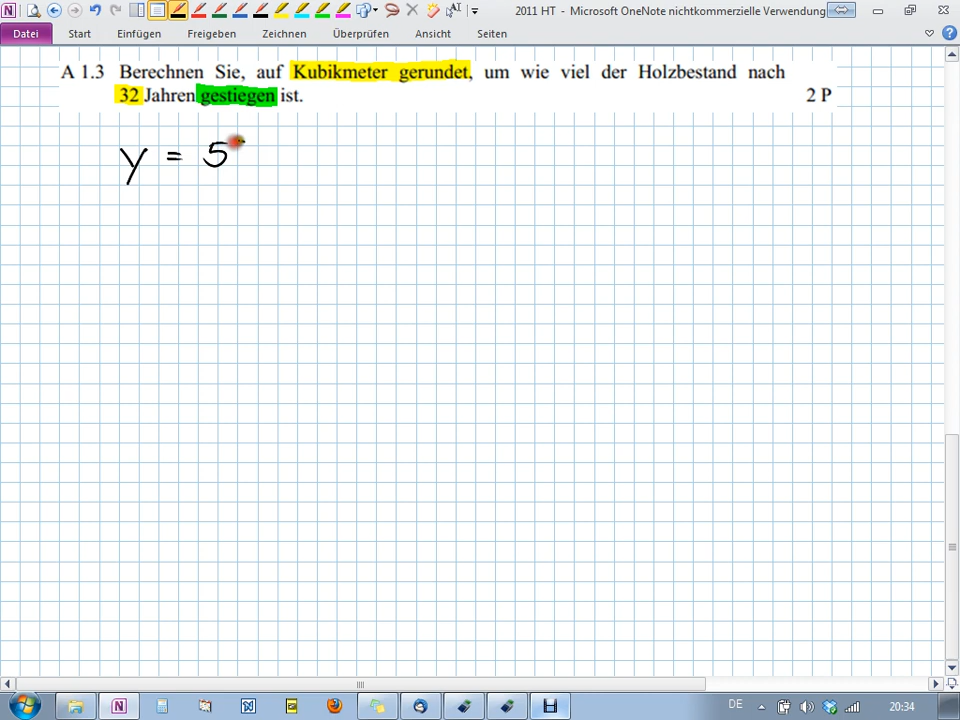 2011 HT - Microsoft OneNote nichtkommerzielle Verwendung
Datei Start Einfügen Freigeben Zeichnen Überprüfen Ansicht Seiten
A 1.3 Berechnen Sie, auf Kubikmeter gerundet, um wie viel der Holzbestand nach
32 Jahren gestiegen ist. 2 P
y = 5
DE 20:34